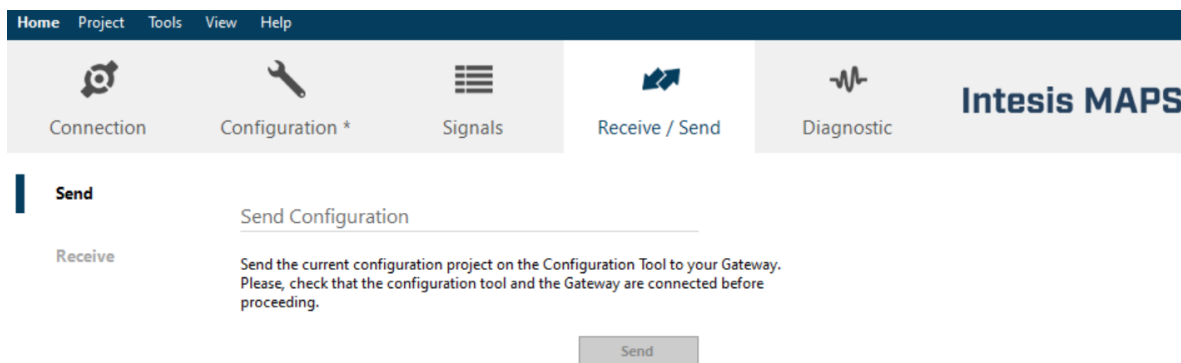 Home Project Tools View Help
Connection Configuration * Signals Receive / Send Diagnostic Intesis MAPS
Send
Send Configuration
Receive
Send the current configuration project on the Configuration Tool to your Gateway.
Please, check that the configuration tool and the Gateway are connected before
proceeding.
Send